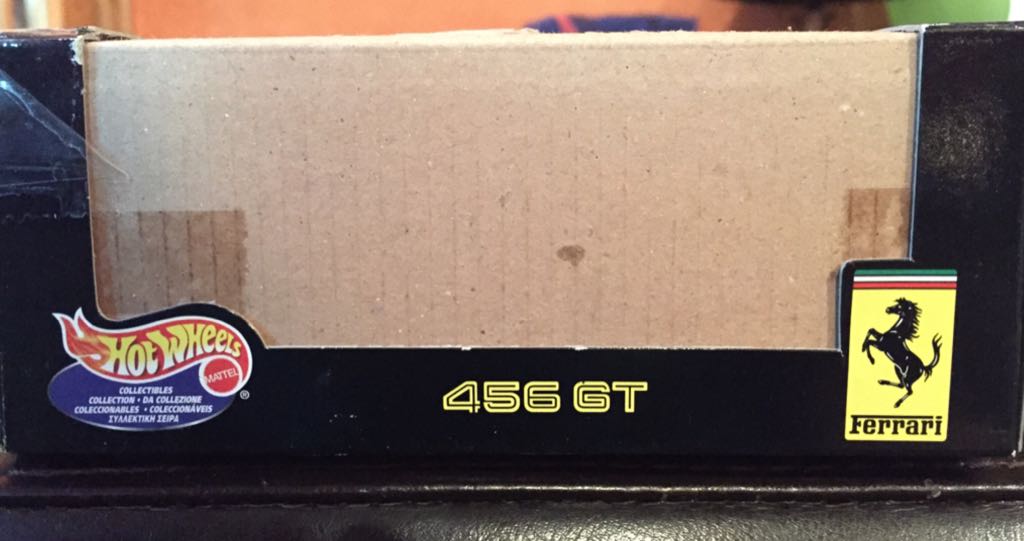 HOT WHEELS
MATTEL
®
COLLECTIBLES
COLLECTION • DA COLLEZIONE
COLECCIONABLES • COLECCIONÁVEIS
ΣΥΛΛΕΚΤΙΚΗ ΣΕΙΡΑ
456 GT
Ferrari